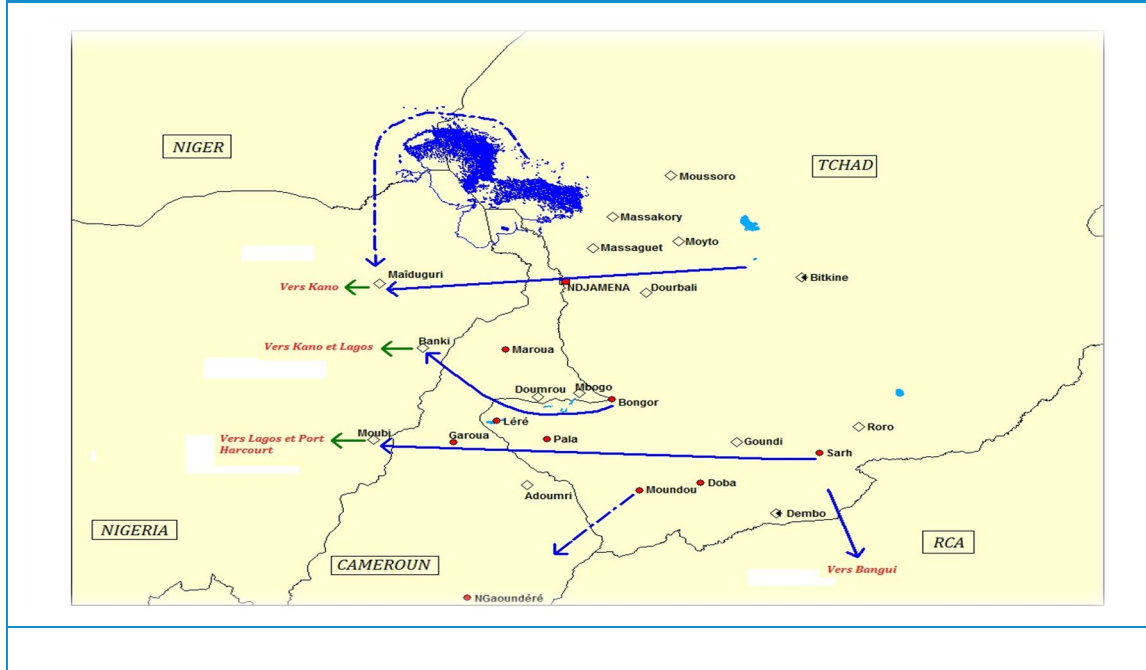 NIGER
TCHAD
Moussoro
Massakory
Moyto
Massaguet
Maïduguri
Bitkine
Vers Kano
NDJAMENA
Dourbali
Banki
Vers Kano et Lagos
Maroua
Doumrou
Mbogo
Bongor
Léré
Roro
Moubi
Garoua
Pala
Goundi
Vers Lagos et Port
Harcourt
Sarh
Doba
Moundou
Adoumri
Dembo
NIGERIA
RCA
CAMEROUN
Vers Bangui
NGaoundéré